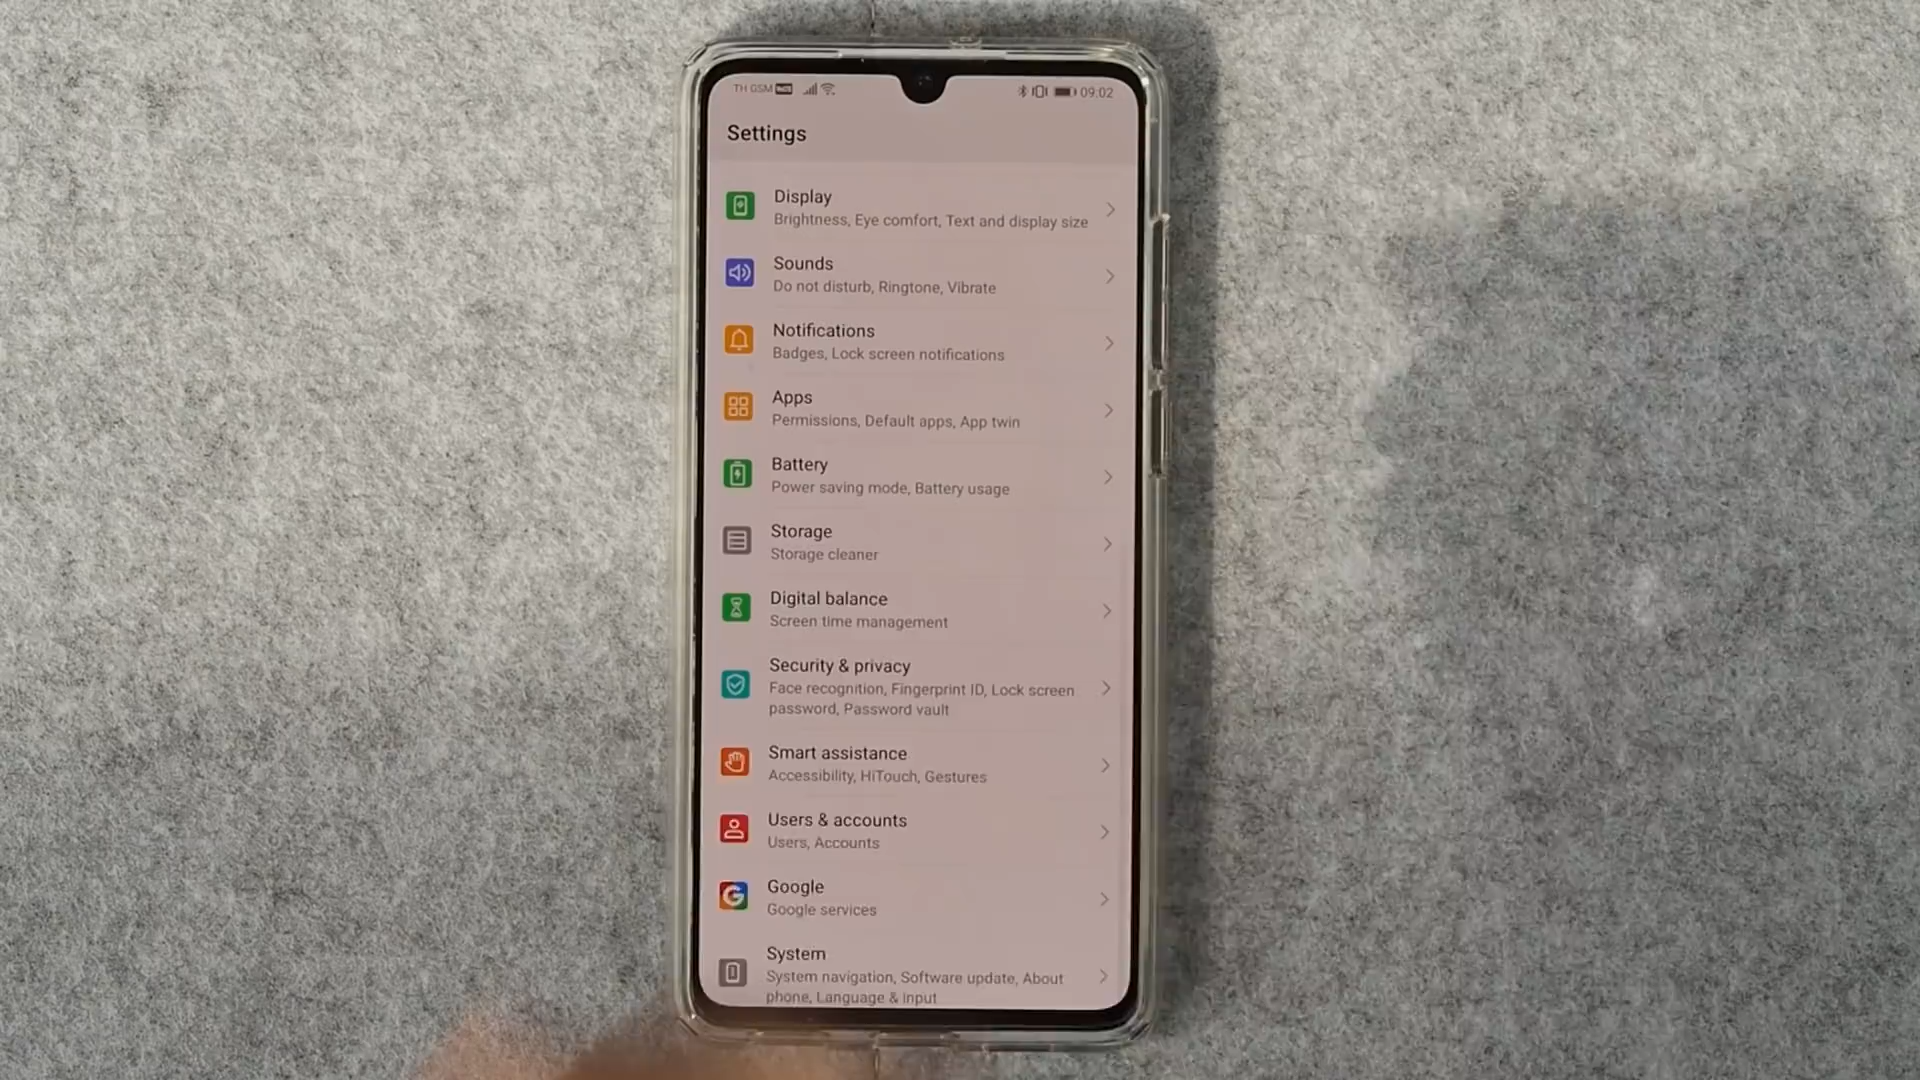 TH GSM
09:02
Settings
Display
Brightness, Eye comfort, Text and display size
Sounds
Do not disturb, Ringtone, Vibrate
Notifications
Badges, Lock screen notifications
Apps
Permissions, Default apps, App twin
Battery
Power saving mode, Battery usage
Storage
Storage cleaner
Digital balance
Screen time management
Security & privacy
Face recognition, Fingerprint ID, Lock screen
password, Password vault
Smart assistance
Accessibility, HiTouch, Gestures
Users & accounts
Users, Accounts
Google
Google services
System
System navigation, Software update, About
phone, Language & input